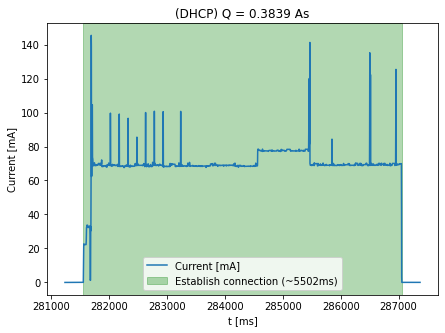 (DHCP) Q = 0.3839 As
Current [mA]
140
120
100
80
60
40
20
0
Current [mA]
Establish connection (~5502ms)
281000 282000 283000 284000 285000 286000 287000
t [ms]